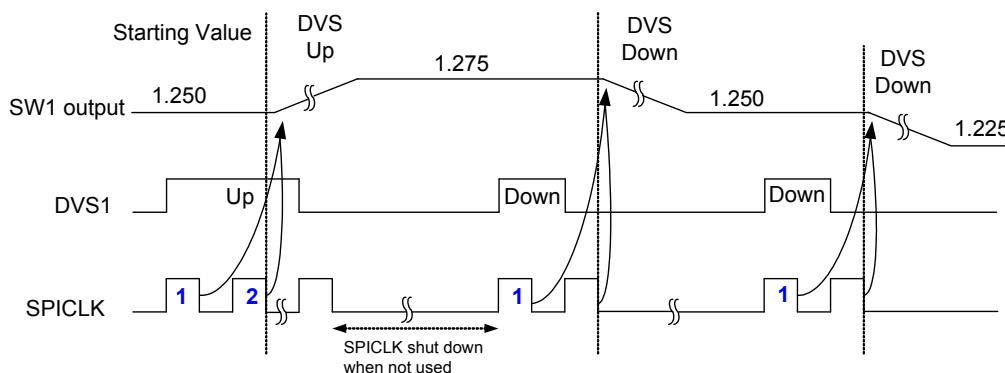 Starting Value
DVS
Up
DVS
Down
DVS
Down
SW1 output
1.250
1.275
1.250
1.225
DVS1
Up
Down
Down
SPICLK
1
2
1
1
SPICLK shut down
when not used